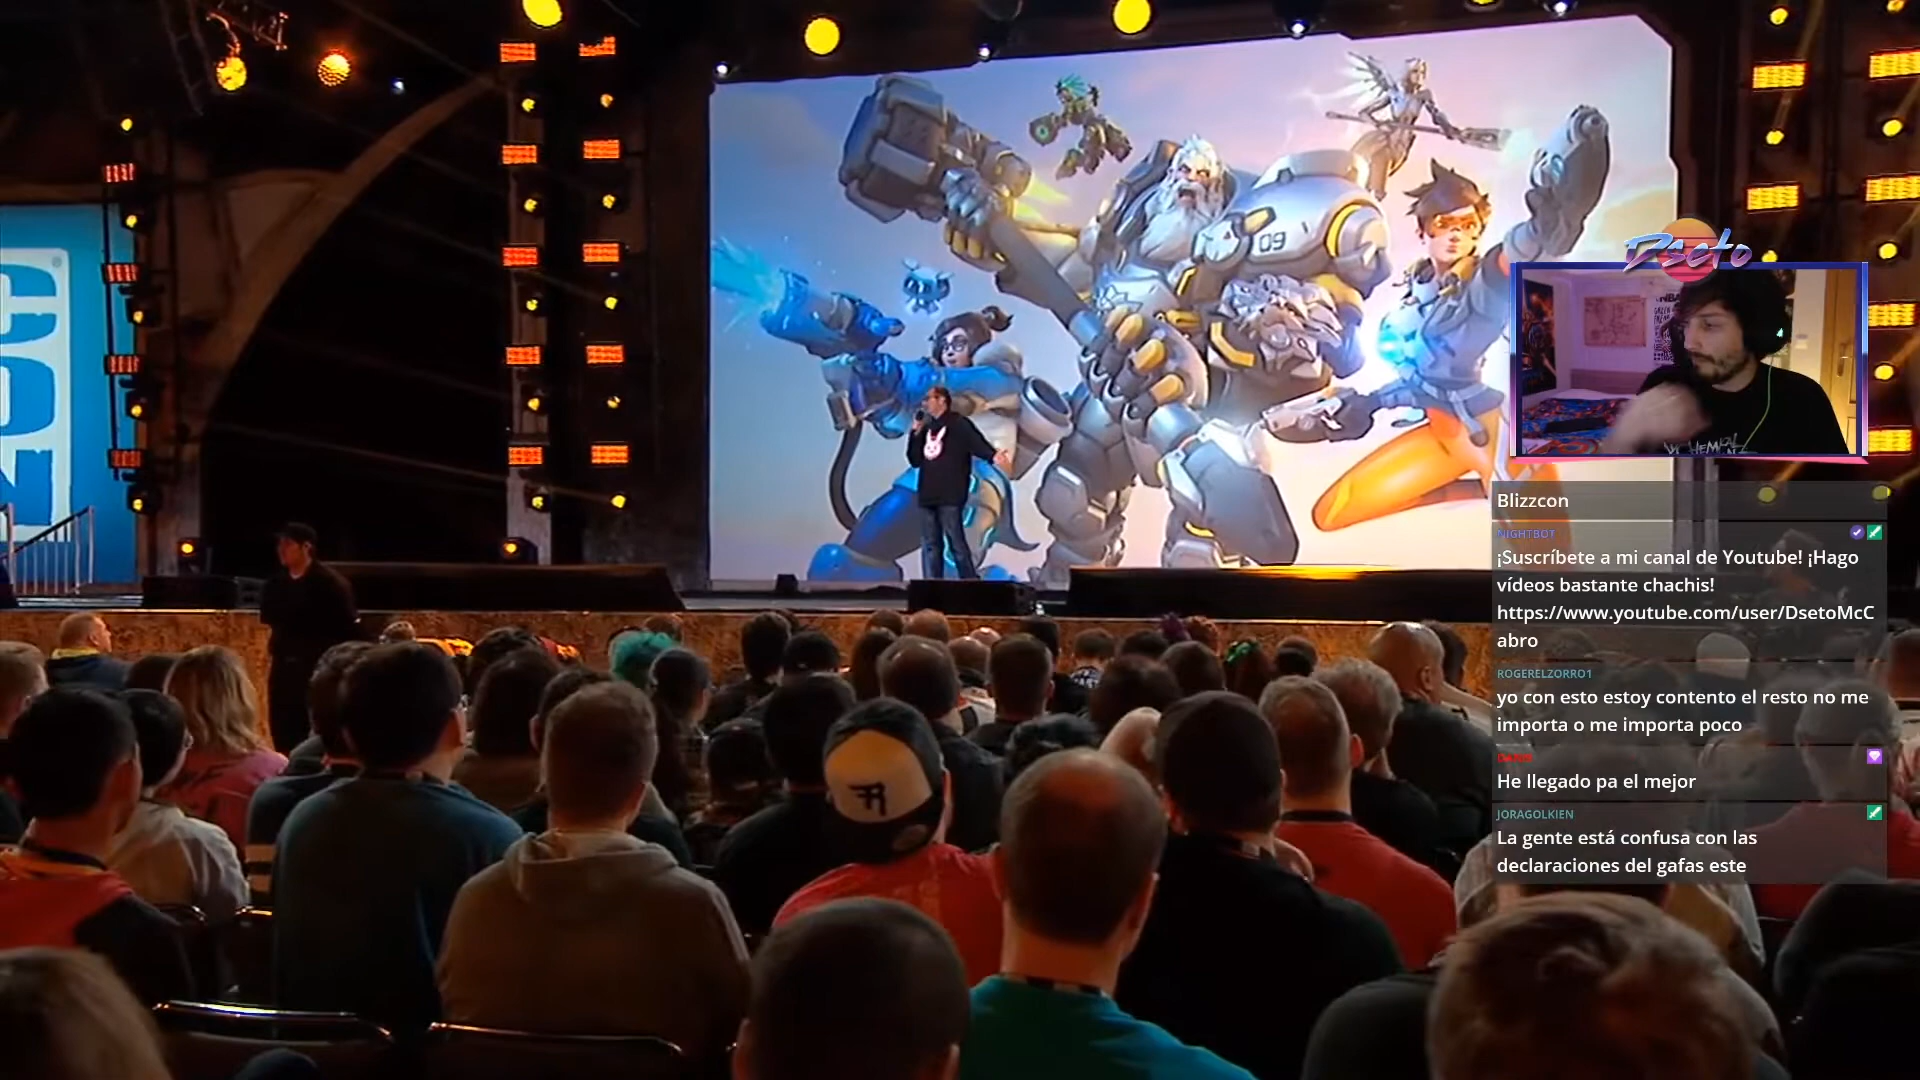 CON
09
Dseto
Blizzcon
NIGHTBOT
¡Suscríbete a mi canal de Youtube! ¡Hago
vídeos bastante chachis!
https://www.youtube.com/user/DsetoMcC
abro
ROGERELZORRO1
yo con esto estoy contento el resto no me
importa o me importa poco
He llegado pa el mejor
JORAGOLKIEN
La gente está confusa con las
declaraciones del gafas este